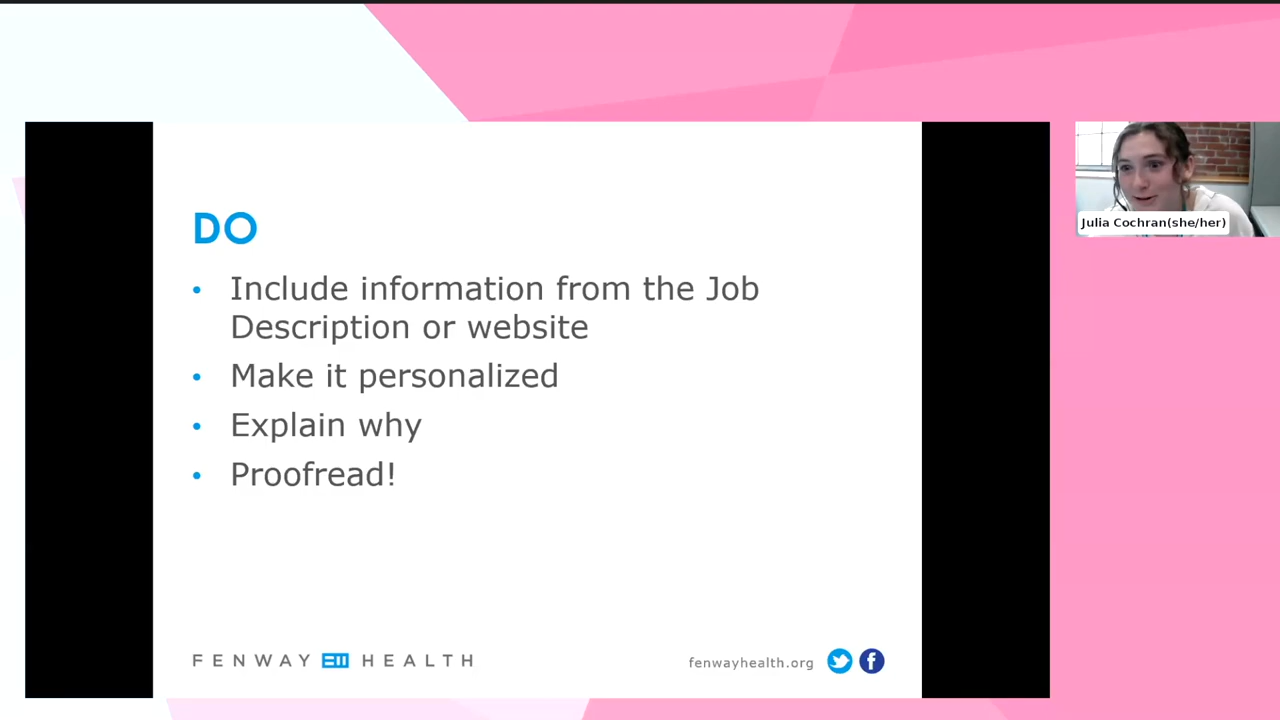 DO
• Include information from the Job
Description or website
• Make it personalized
• Explain why
• Proofread!
FENWAY HEALTH
fenwayhealth.org
Julia Cochran(she/her)